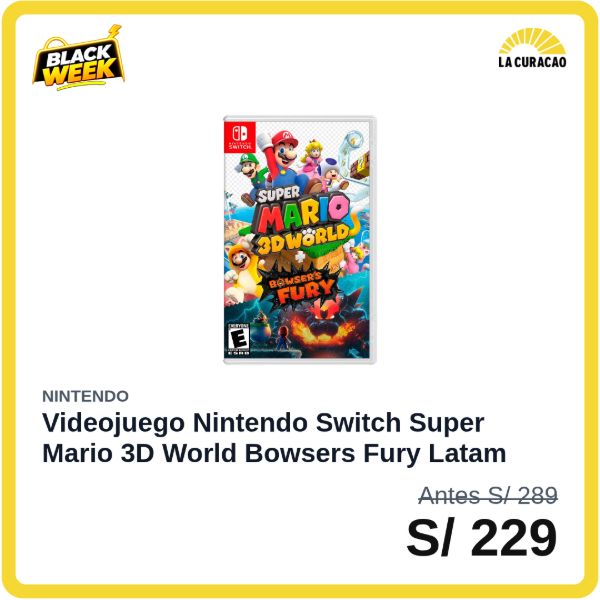 BLACK
WEEK
LA CURACAO
NINTENDO
SWITCH
SUPER
MARIO
3D WORLD
+
BOWSER'S
FURY
EVERYONE
E
ESRB
NINTENDO
Videojuego Nintendo Switch Super
Mario 3D World Bowsers Fury Latam
Antes S/ 289
S/ 229